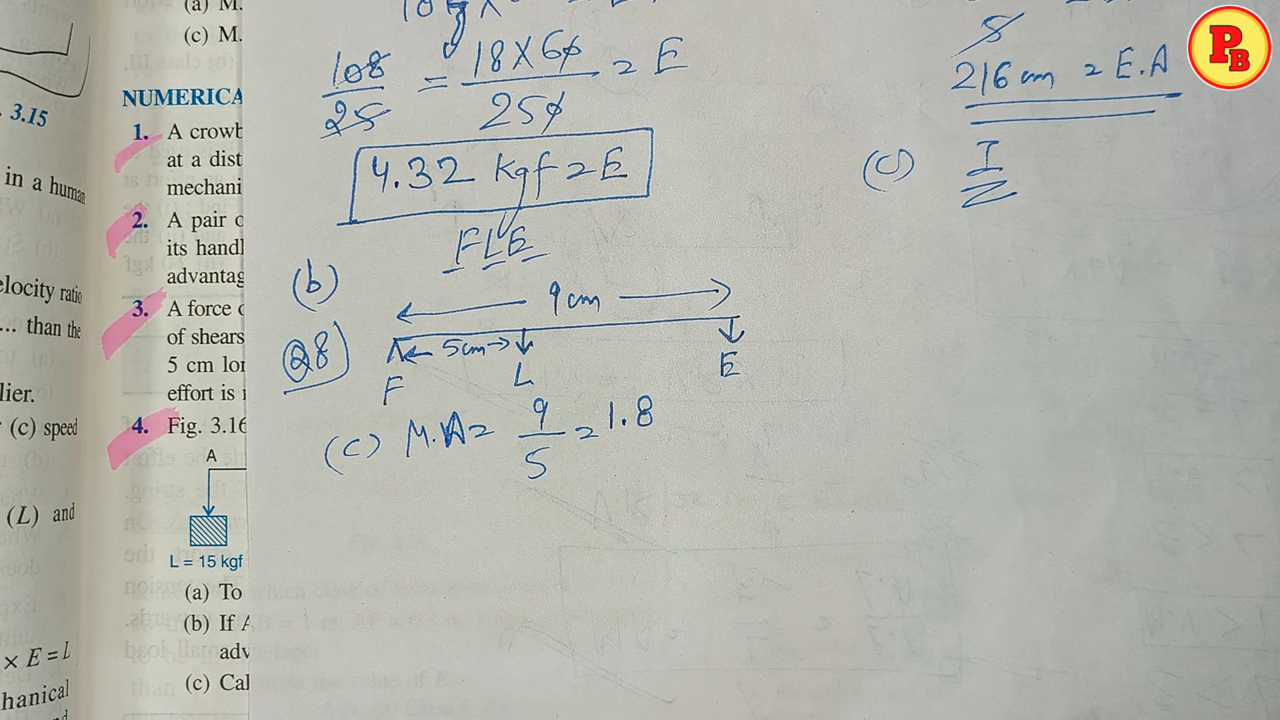 (a) M.
(c) M.
3.15
in a human
elocity ratio
... than the
lier.
(c) speed
(L) and
× E = L
hanical
NUMERICA
1. A crowb
at a dist
mechani
2. A pair o
its handl
advantag
3. A force o
of shears
5 cm lon
effort is
4. Fig. 3.16
A
L = 15 kgf
(a) To
(b) If A
adv
(c) Cal
108/25 = 18 X 60/250 = E
4.32 kgf = E
FLE
(b)
9 cm
Q8)
5cm
F
L
E
(C) M.A = 9/5 = 1.8
216 cm = E.A
(C) I
PB